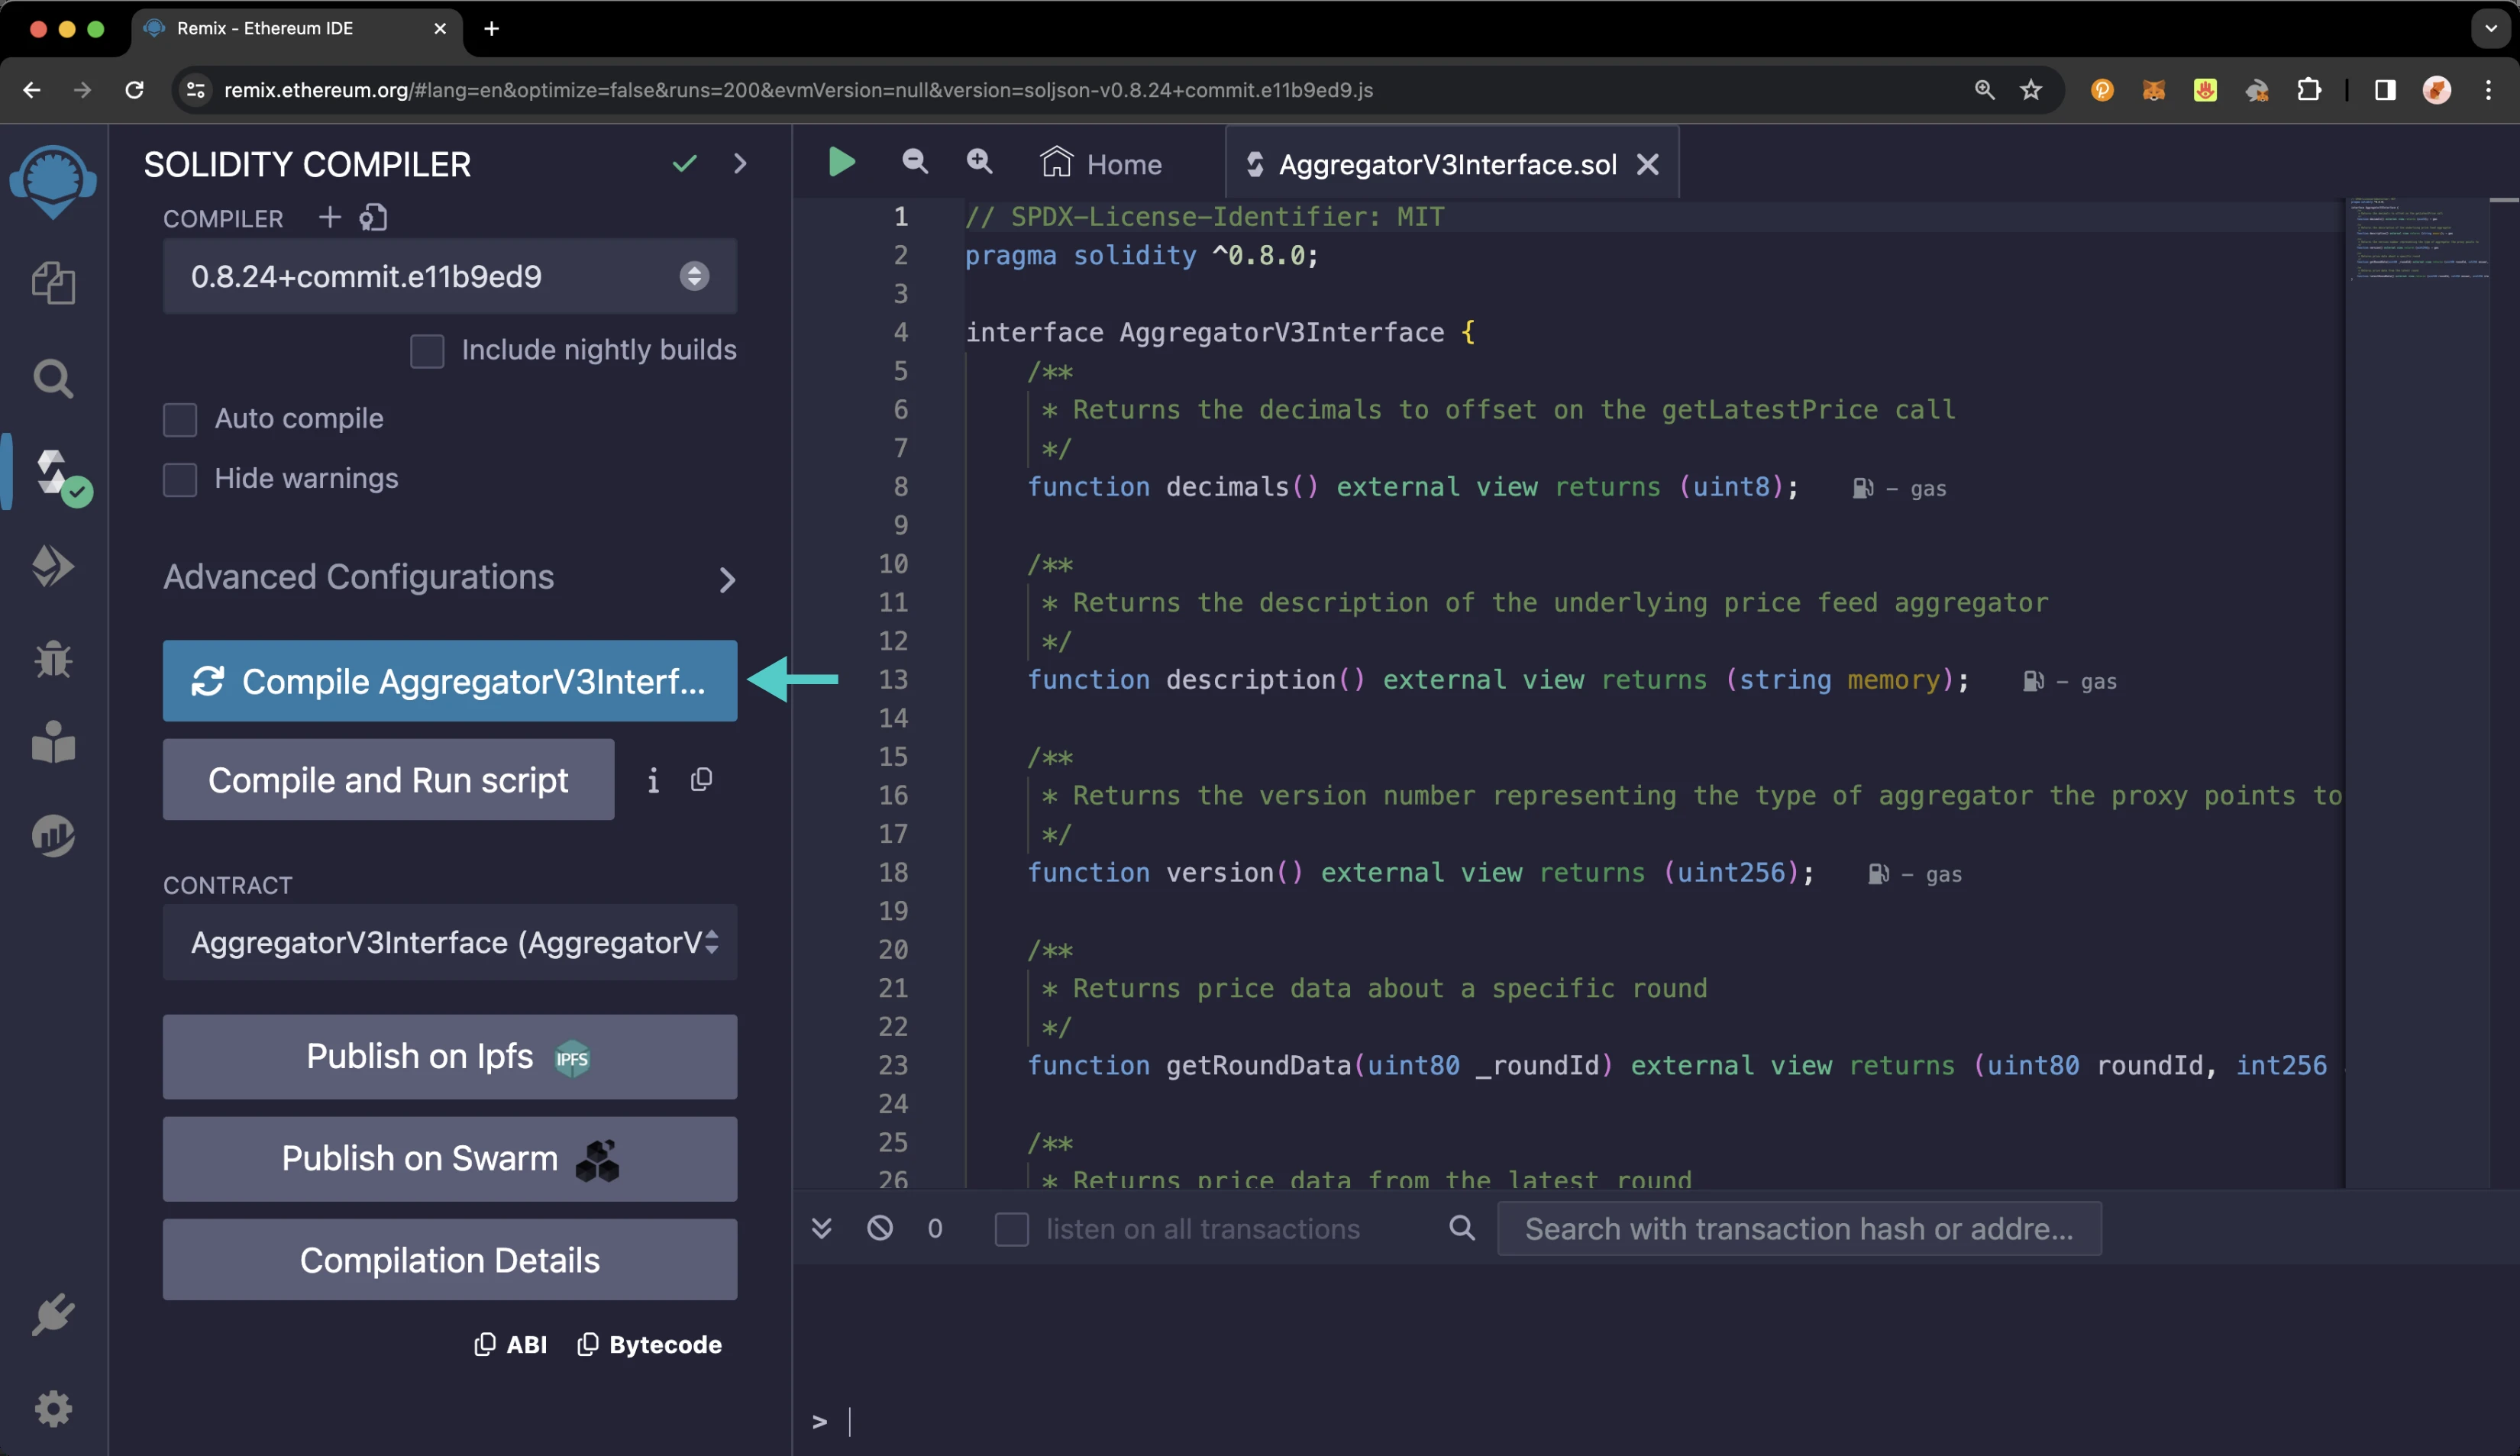 Remix - Ethereum IDE
remix.ethereum.org/#lang=en&optimize=false&runs=200&evmVersion=null&version=soljson-v0.8.24+commit.e11b9ed9.js
SOLIDITY COMPILER
COMPILER
0.8.24+commit.e11b9ed9
Include nightly builds
Auto compile
Hide warnings
Advanced Configurations
Compile AggregatorV3Interf...
Compile and Run script
CONTRACT
AggregatorV3Interface (AggregatorV
Publish on Ipfs IPFS
Publish on Swarm
Compilation Details
ABI Bytecode
Home AggregatorV3Interface.sol
1 // SPDX-License-Identifier: MIT
2 pragma solidity ^0.8.0;
3
4 interface AggregatorV3Interface {
5 /**
6 * Returns the decimals to offset on the getLatestPrice call
7 */
8 function decimals() external view returns (uint8); - gas
9
10 /**
11 * Returns the description of the underlying price feed aggregator
12 */
13 function description() external view returns (string memory); - gas
14
15 /**
16 * Returns the version number representing the type of aggregator the proxy points to
17 */
18 function version() external view returns (uint256); - gas
19
20 /**
21 * Returns price data about a specific round
22 */
23 function getRoundData(uint80 _roundId) external view returns (uint80 roundId, int256
24
25 /**
26 * Returns price data from the latest round
0 listen on all transactions Search with transaction hash or addre...
>